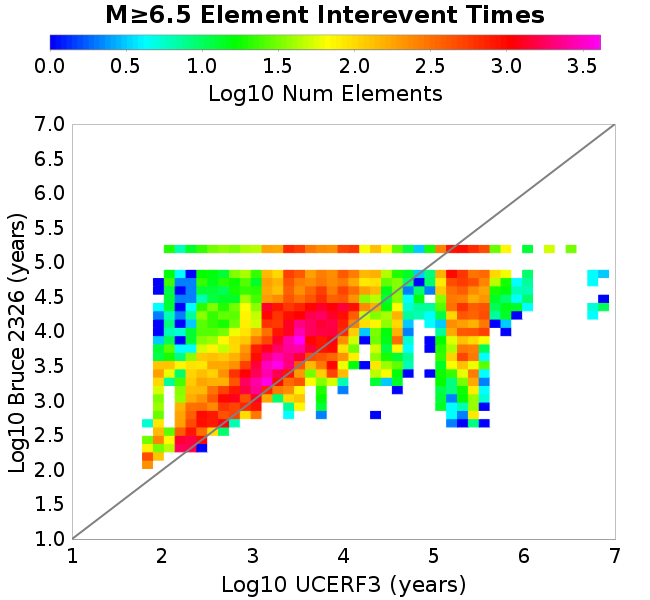 M≥6.5 Element Interevent Times
0.0 0.5 1.0 1.5 2.0 2.5 3.0 3.5
Log10 Num Elements
Log10 Bruce 2326 (years)
7.0
6.5
6.0
5.5
5.0
4.5
4.0
3.5
3.0
2.5
2.0
1.5
1.0
1 2 3 4 5 6 7
Log10 UCERF3 (years)